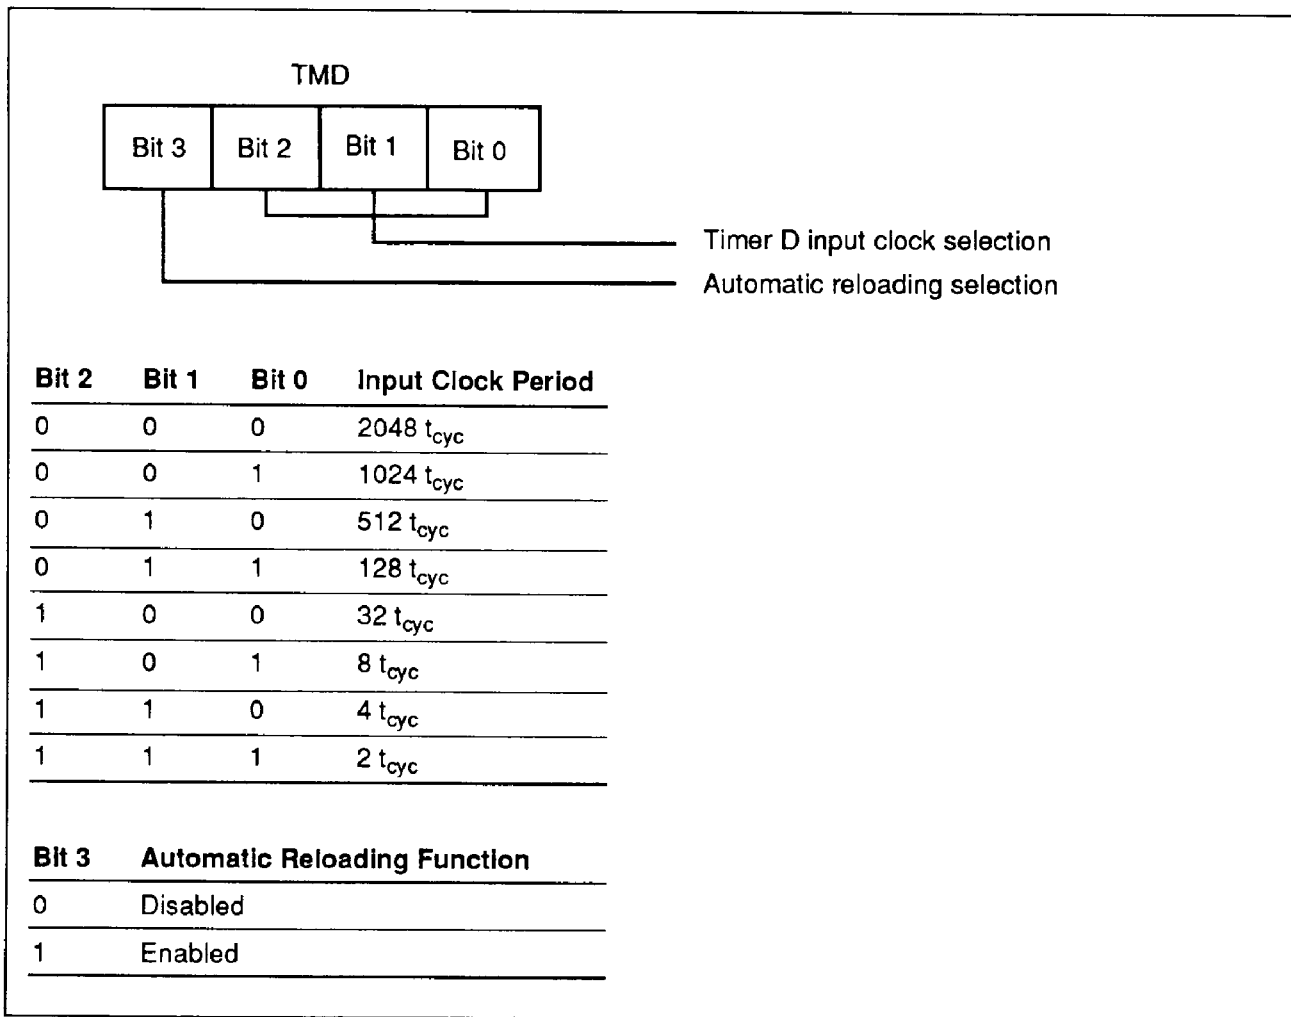 TMD
Bit 3 Bit 2 Bit 1 Bit 0
Timer D input clock selection
Automatic reloading selection
Bit 2 Bit 1 Bit 0 Input Clock Period
0 0 0 2048 tcyc
0 0 1 1024 tcyc
0 1 0 512 tcyc
0 1 1 128 tcyc
1 0 0 32 tcyc
1 0 1 8 tcyc
1 1 0 4 tcyc
1 1 1 2 tcyc
Bit 3 Automatic Reloading Function
0 Disabled
1 Enabled